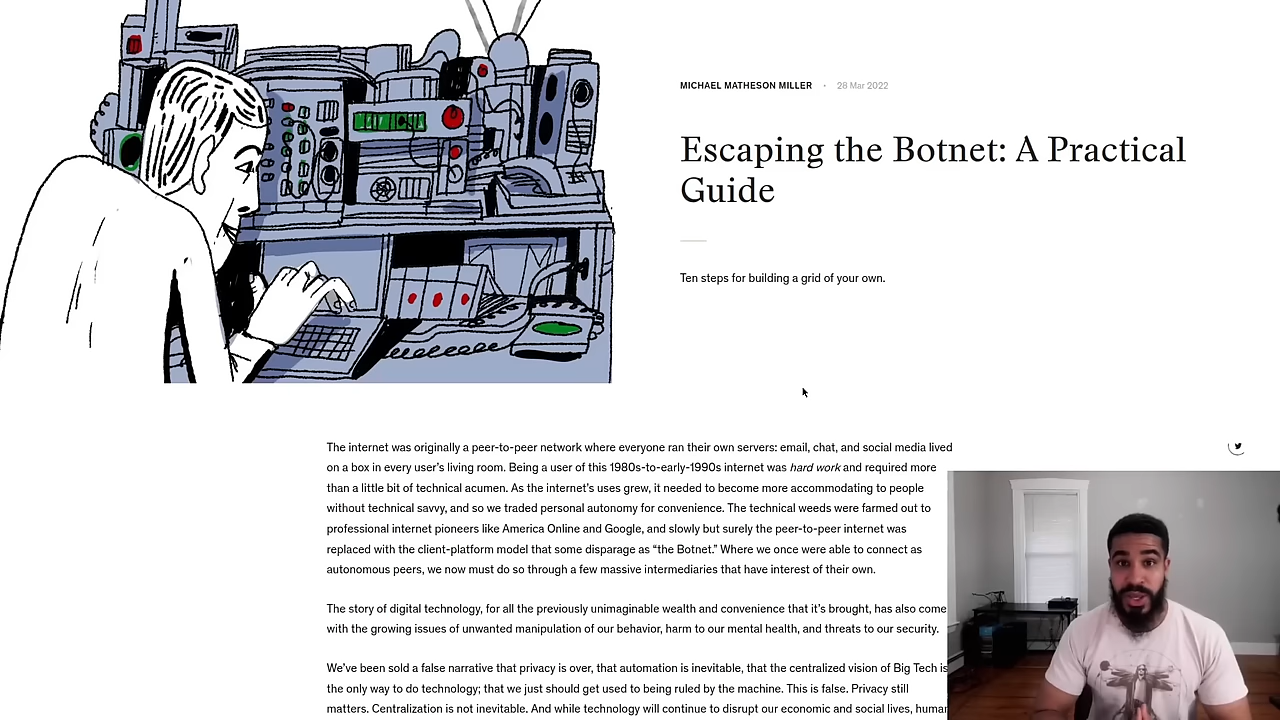 MICHAEL MATHESON MILLER • 28 Mar 2022
Escaping the Botnet: A Practical
Guide
Ten steps for building a grid of your own.
The internet was originally a peer-to-peer network where everyone ran their own servers: email, chat, and social media lived
on a box in every user’s living room. Being a user of this 1980s-to-early-1990s internet was hard work and required more
than a little bit of technical acumen. As the internet’s uses grew, it needed to become more accommodating to people
without technical savvy, and so we traded personal autonomy for convenience. The technical weeds were farmed out to
professional internet pioneers like America Online and Google, and slowly but surely the peer-to-peer internet was
replaced with the client-platform model that some disparage as “the Botnet.” Where we once were able to connect as
autonomous peers, we now must do so through a few massive intermediaries that have interest of their own.
The story of digital technology, for all the previously unimaginable wealth and convenience that it’s brought, has also come
with the growing issues of unwanted manipulation of our behavior, harm to our mental health, and threats to our security.
We’ve been sold a false narrative that privacy is over, that automation is inevitable, that the centralized vision of Big Tech is
the only way to do technology; that we just should get used to being ruled by the machine. This is false. Privacy still
matters. Centralization is not inevitable. And while technology will continue to disrupt our economic and social lives, human